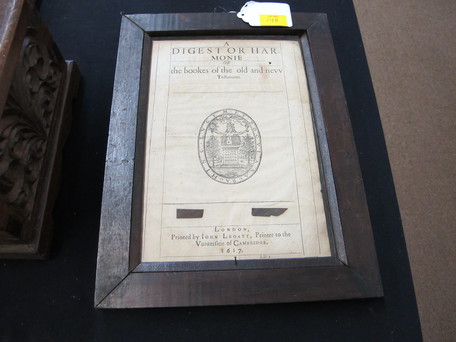 A
DIGEST OR HAR
MONIE
OF
the bookes of the old and nevv
Testament.
LONDON,
Printed by IOHN LEGATT, Printer to the
Vniuersitie of CAMBRIDGE,
1617.